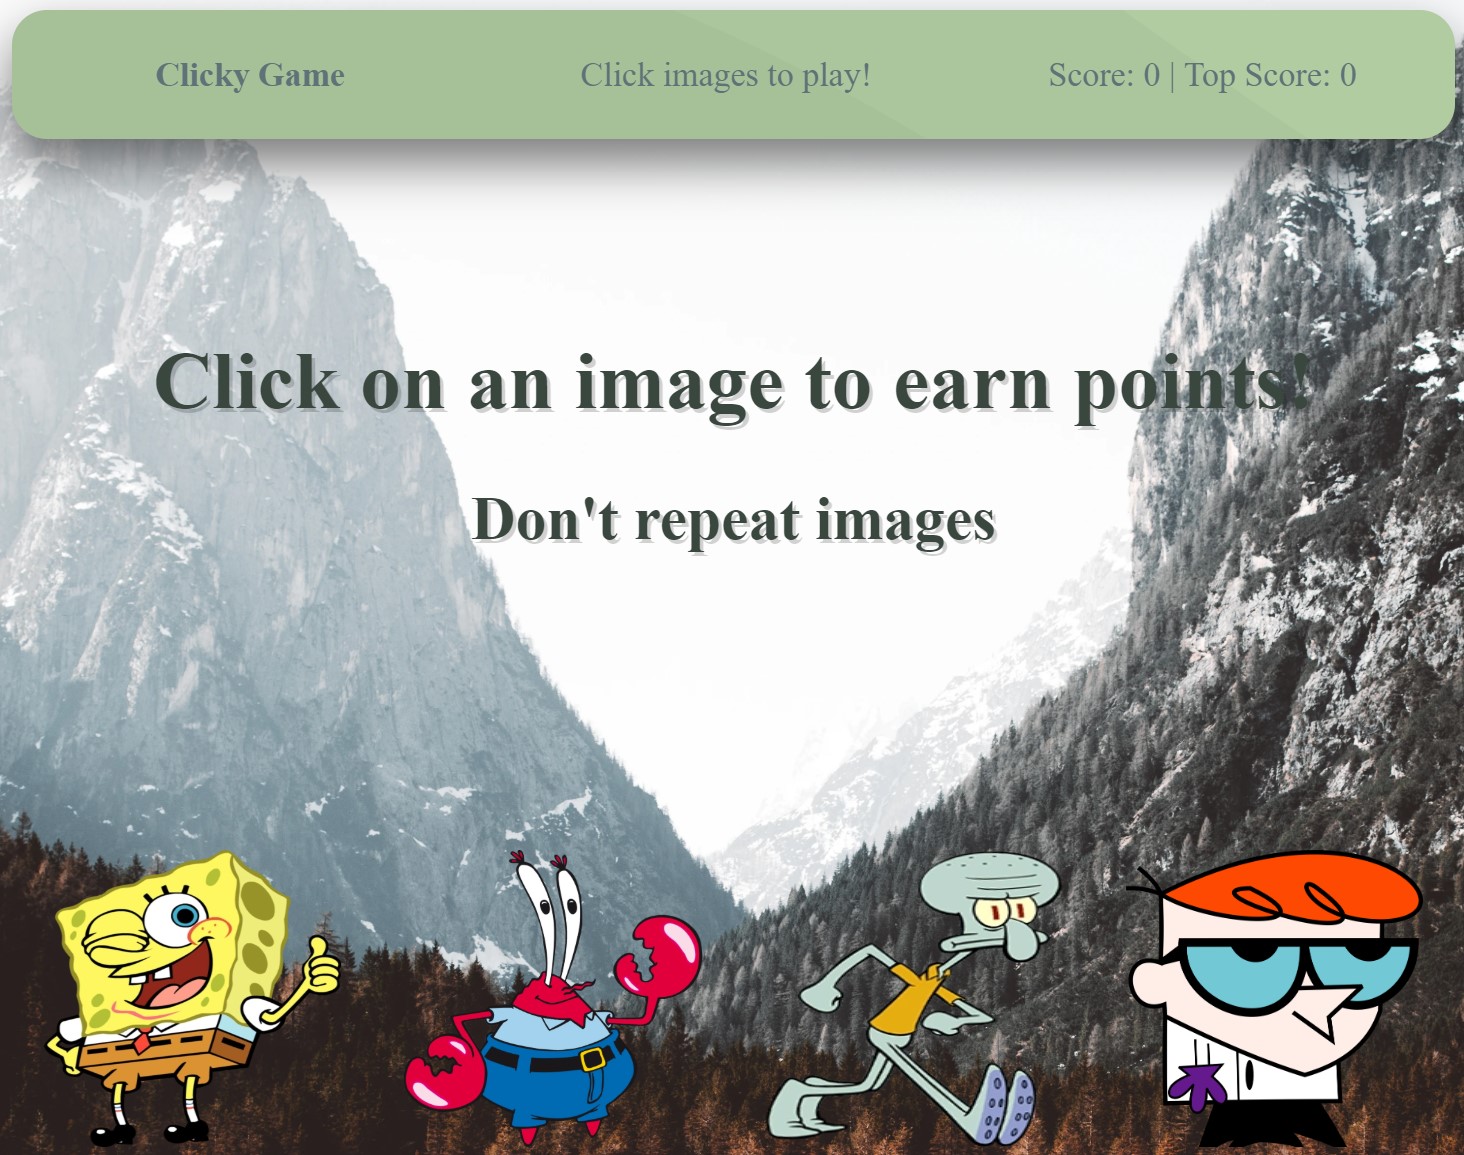 Clicky Game
Click images to play!
Score: 0 | Top Score: 0
Click on an image to earn points!
Don't repeat images